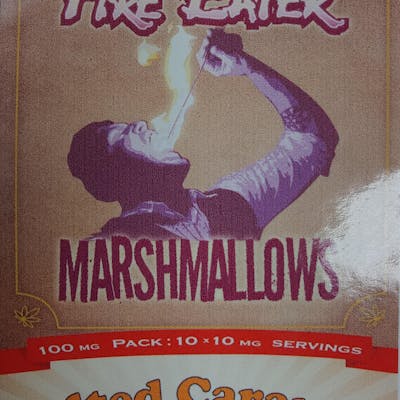 FIRE EATER
MARSHMALLOWS
100 MG PACK: 10 × 10 MG SERVINGS